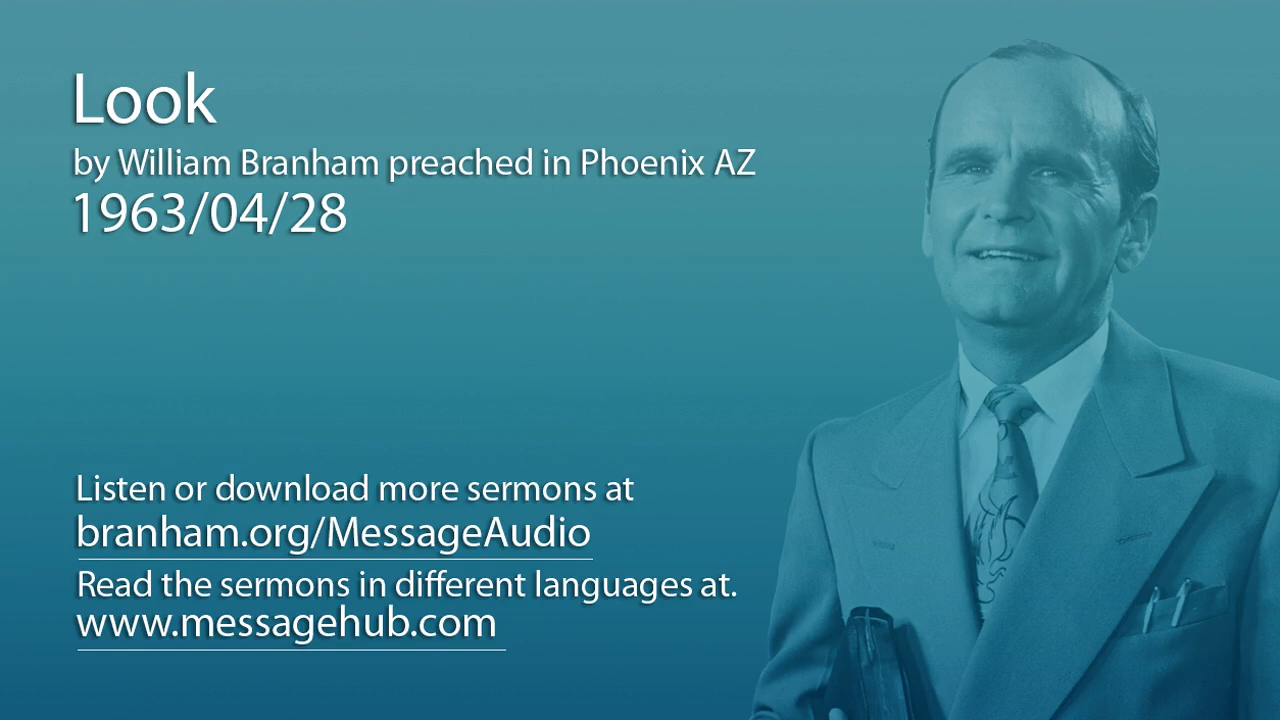 Look
by William Branham preached in Phoenix AZ
1963/04/28
Listen or download more sermons at
branham.org/MessageAudio
Read the sermons in different languages at.
www.messagehub.com